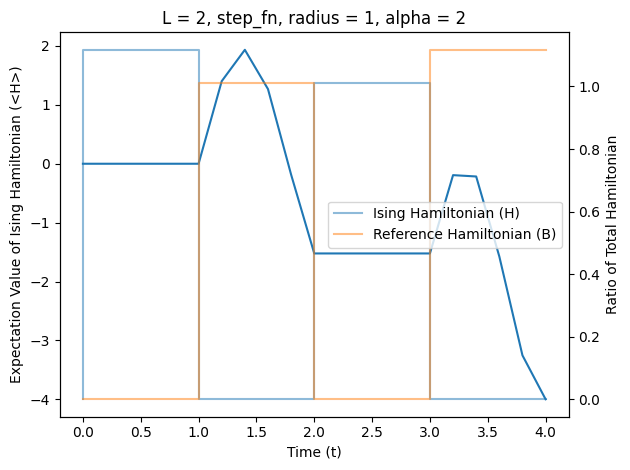 L = 2, step_fn, radius = 1, alpha = 2
Expectation Value of Ising Hamiltonian (<H>)
2
1
0
−1
−2
−3
−4
Ising Hamiltonian (H)
Reference Hamiltonian (B)
1.0
0.8
0.6
0.4
0.2
0.0
Ratio of Total Hamiltonian
0.0 0.5 1.0 1.5 2.0 2.5 3.0 3.5 4.0
Time (t)